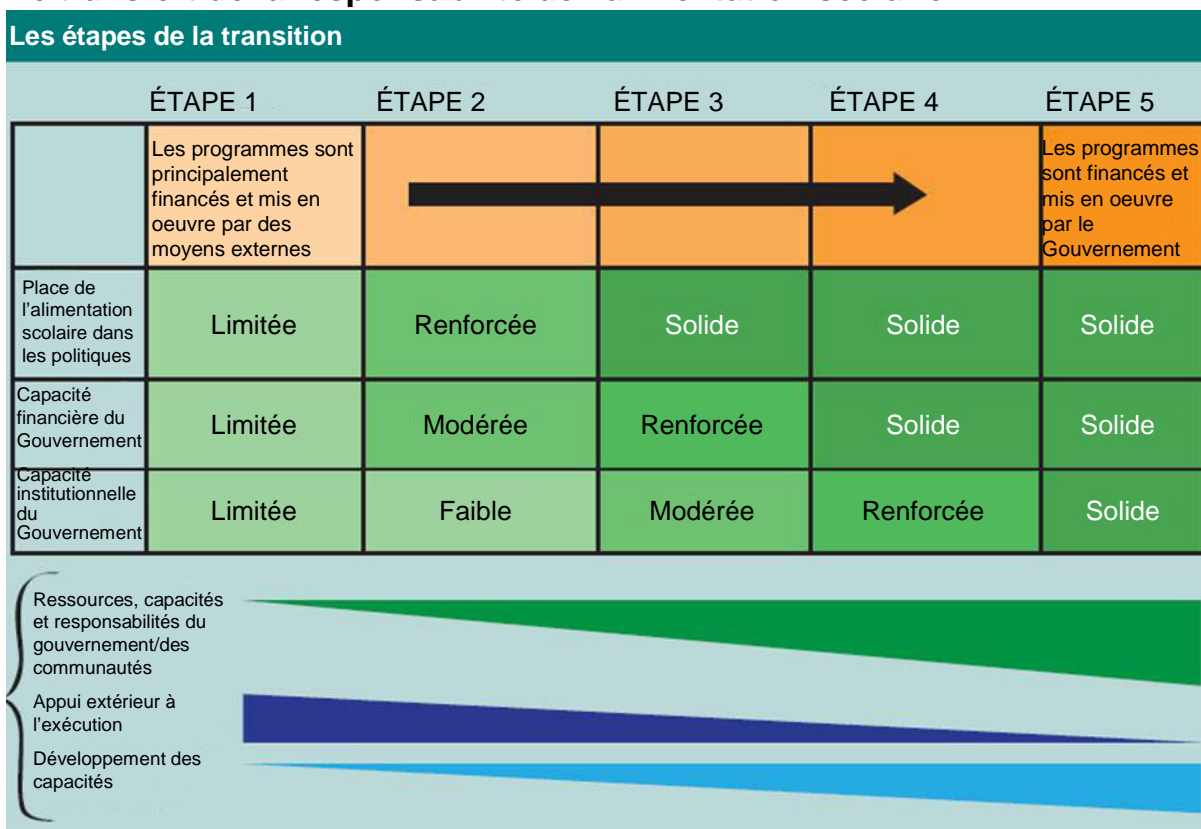 Les étapes de la transition
ÉTAPE 1 ÉTAPE 2 ÉTAPE 3 ÉTAPE 4 ÉTAPE 5
Les programmes sont
principalement
financés et mis en
oeuvre par des
moyens externes
Les programmes
sont financés et
mis en oeuvre
par le
Gouvernement
Place de
l'alimentation
scolaire dans
les politiques
Limitée Renforcée Solide Solide Solide
Capacité
financière du
Gouvernement
Limitée Modérée Renforcée Solide Solide
Capacité
institutionnelle
du
Gouvernement
Limitée Faible Modérée Renforcée Solide
Ressources, capacités
et responsabilités du
gouvernement/des
communautés
Appui extérieur à
l'exécution
Développement des
capacités